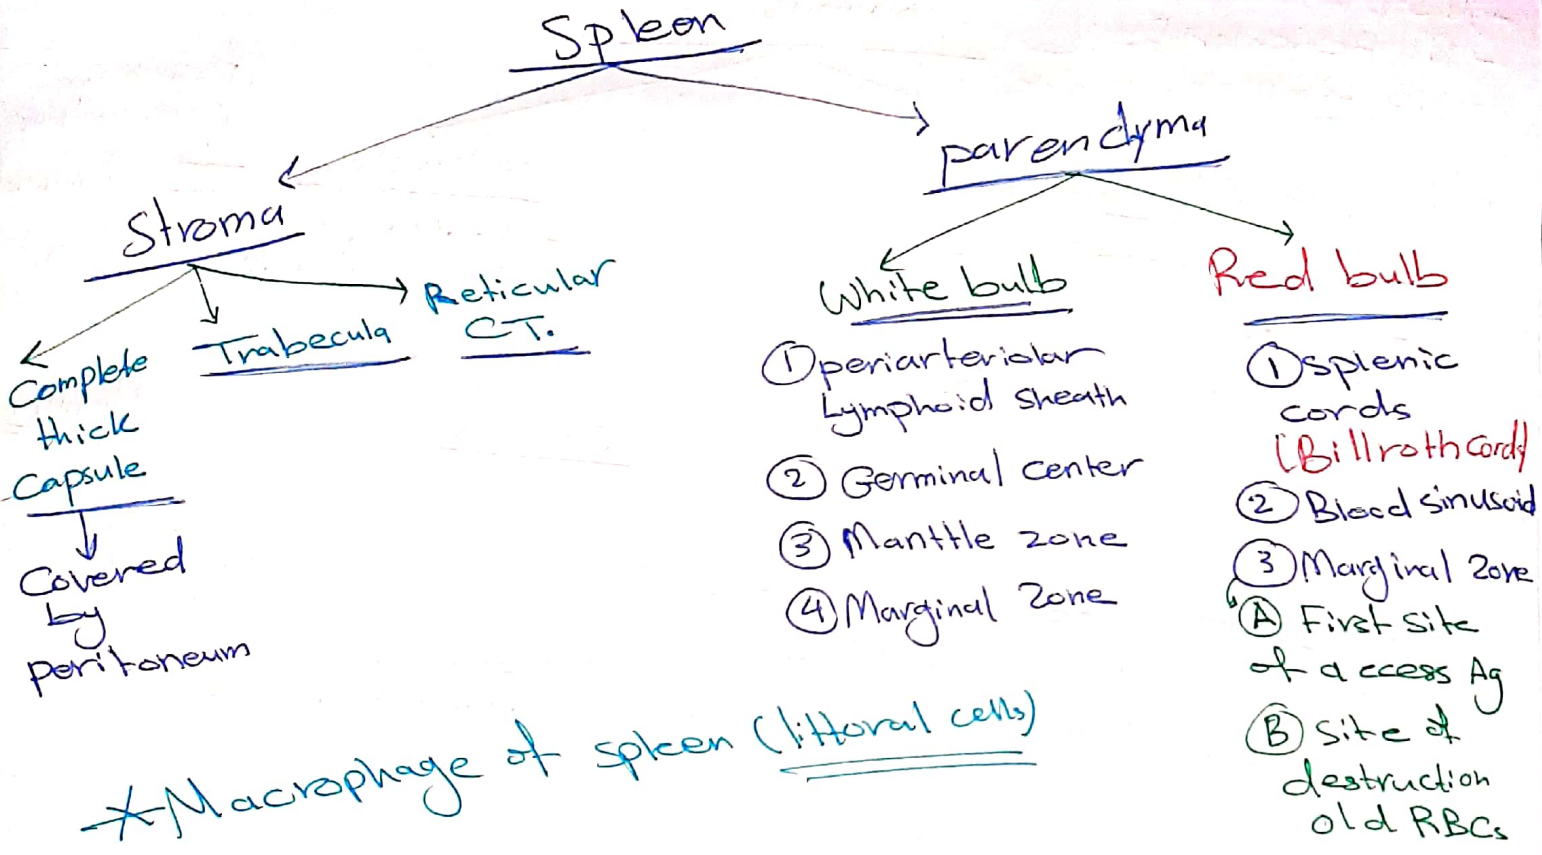 Spleen
Stroma
parenchyma
Complete
thick
Capsule
Covered
by
peritoneum
Trabecula
Reticular
CT.
White bulb
① periarteriolar
Lymphoid sheath
② Germinal center
③ Manttle zone
④ Marginal Zone
Red bulb
① splenic
cords
(Billroth cord)
② Blood sinusoid
③ Marginal Zone
Ⓐ First site
of access Ag
Ⓑ Site of
destruction
old RBCs
*Macrophage of spleen (littoral cells)